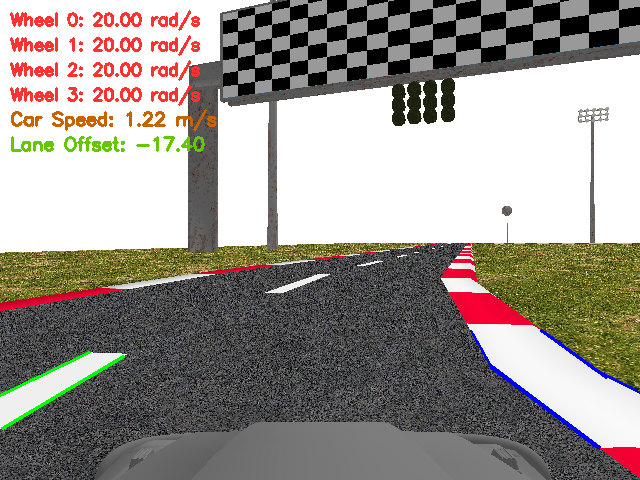 Wheel 0: 20.00 rad/s
Wheel 1: 20.00 rad/s
Wheel 2: 20.00 rad/s
Wheel 3: 20.00 rad/s
Car Speed: 1.22 m/s
Lane Offset: -17.40